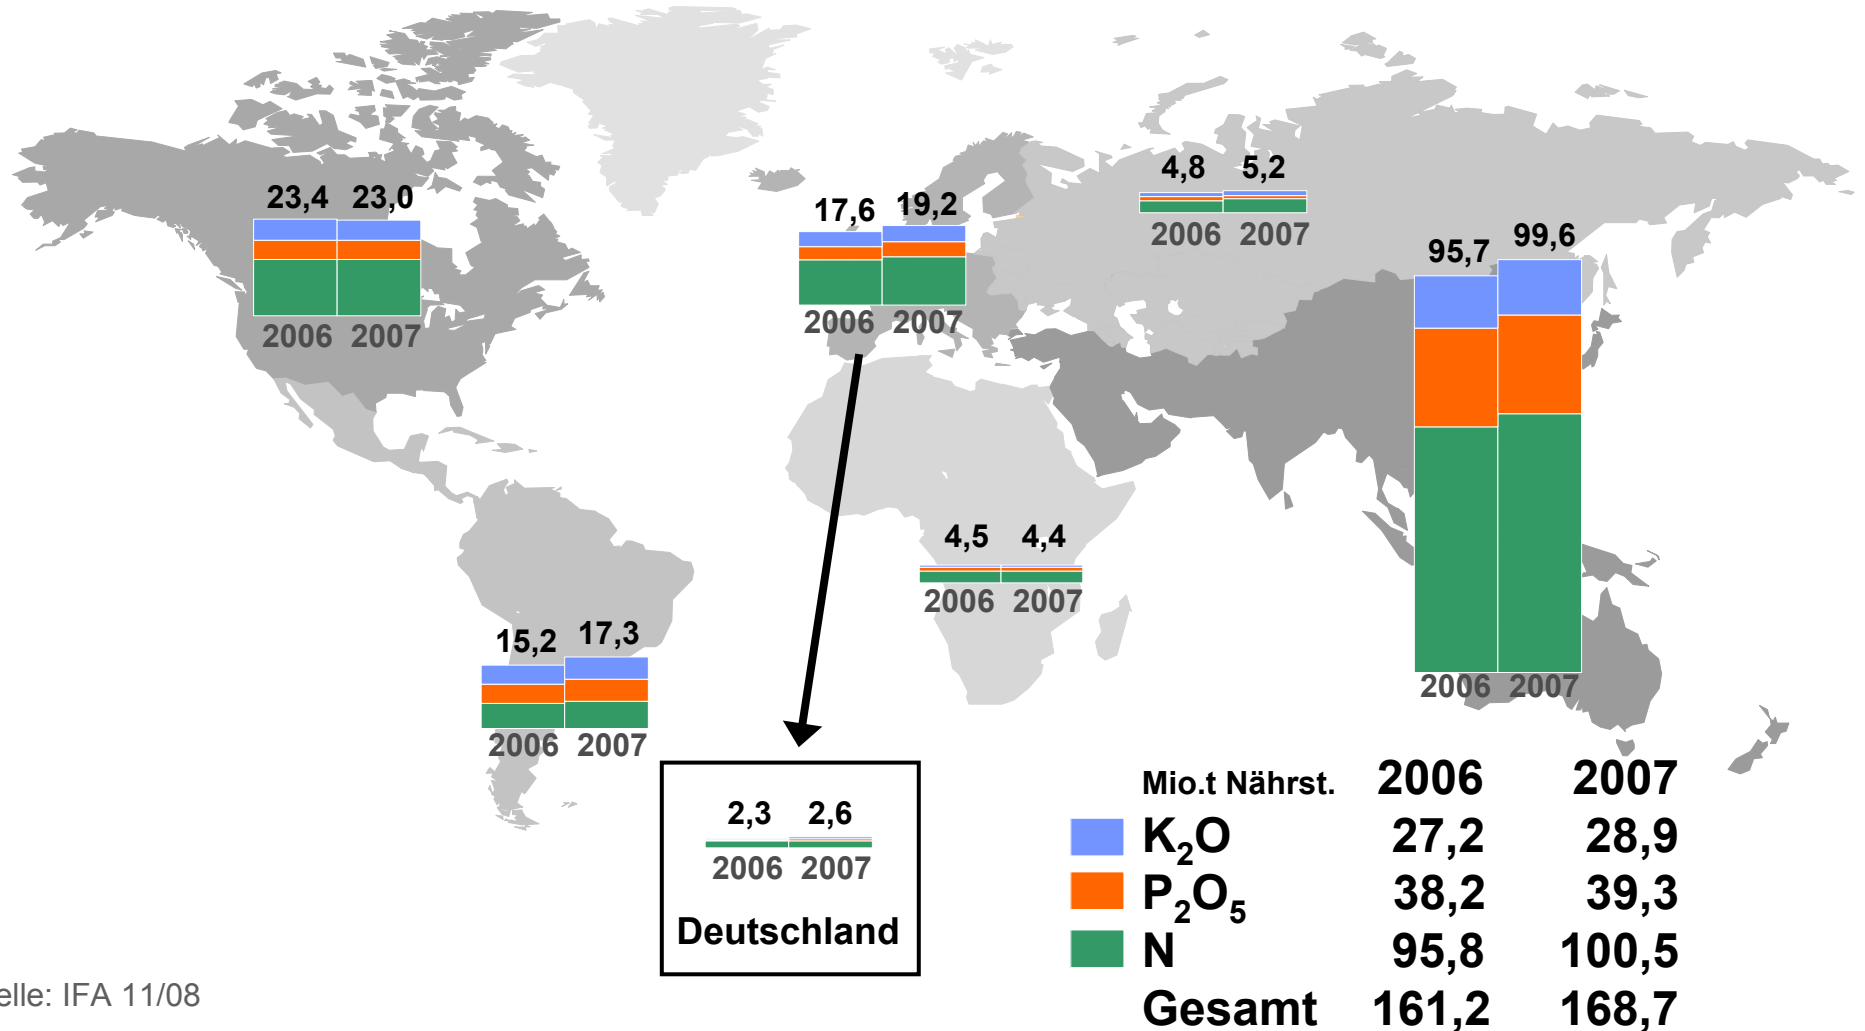 4,8 5,2
2006 2007
23,4 23,0
2006 2007
17,6 19,2
2006 2007
95,7 99,6
2006 2007
4,5 4,4
2006 2007
15,2 17,3
2006 2007
2,3 2,6
2006 2007
Deutschland
Mio.t Nährst. 2006 2007
K₂O 27,2 28,9
P₂O₅ 38,2 39,3
N 95,8 100,5
Gesamt 161,2 168,7
elle: IFA 11/08